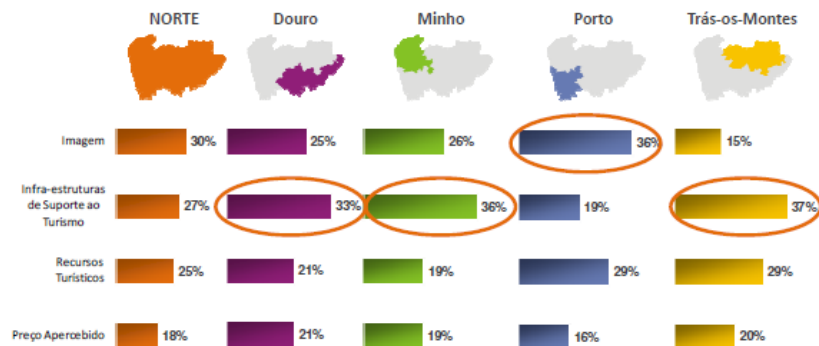 NORTE Douro Minho Porto Trás-os-Montes
Imagem 30% 25% 26% 36% 15%
Infra-estruturas
de Suporte ao
Turismo
27% 33% 36% 19% 37%
Recursos
Turísticos
25% 21% 19% 29% 29%
Preço Apercebido 18% 21% 19% 16% 20%